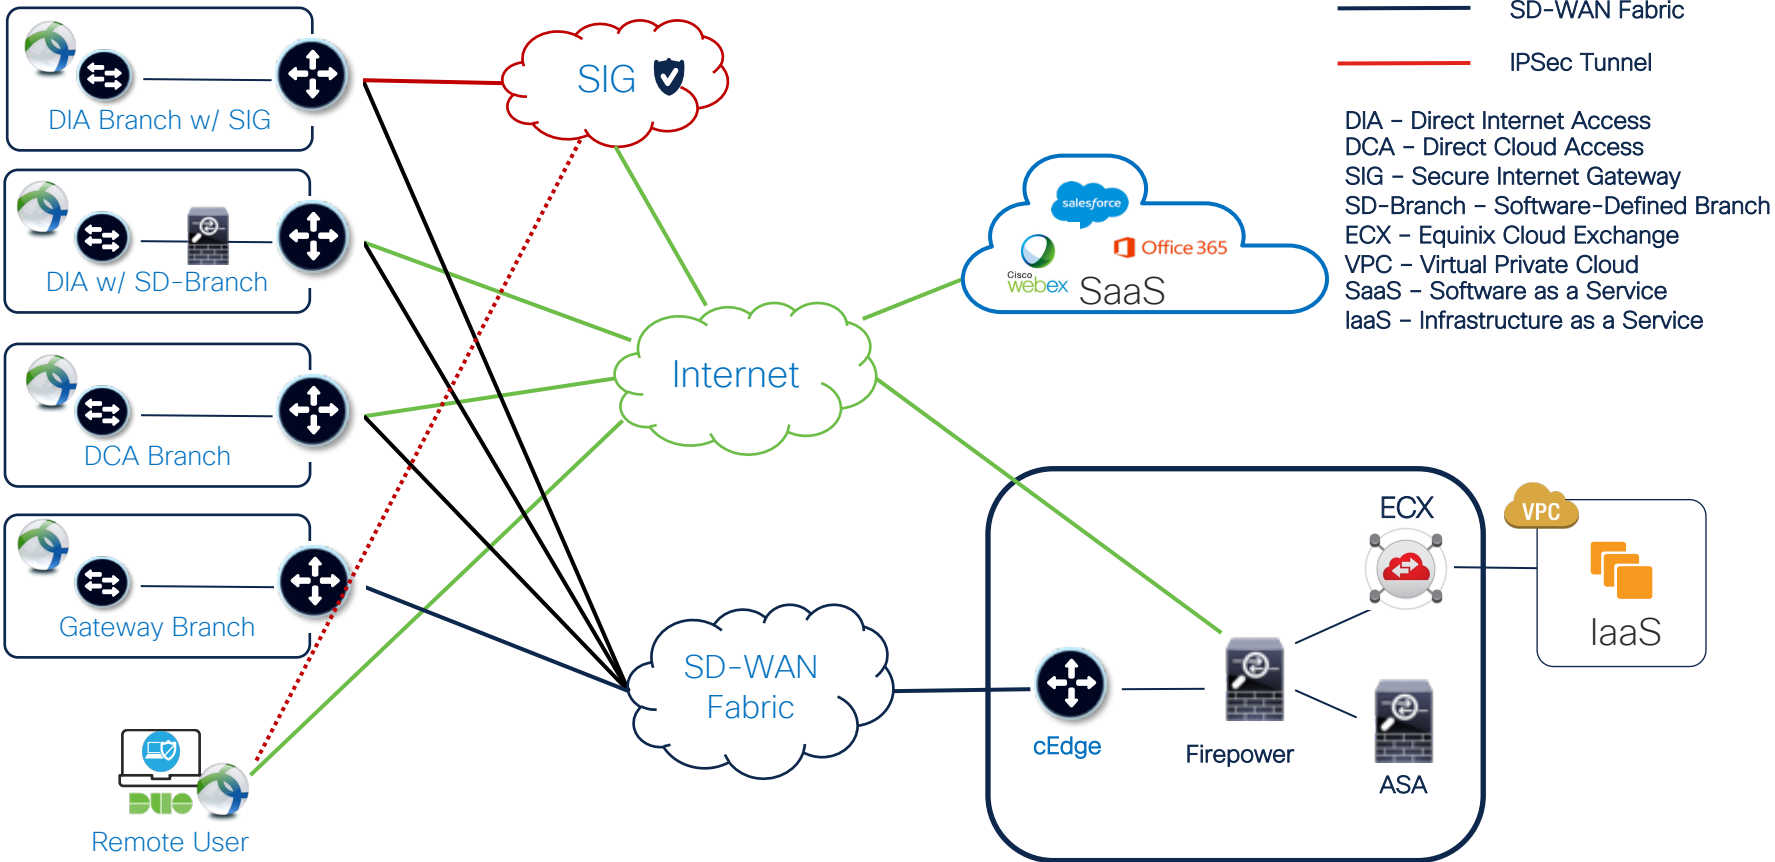 SD-WAN Fabric
IPSec Tunnel
DIA - Direct Internet Access
DCA - Direct Cloud Access
SIG - Secure Internet Gateway
SD-Branch - Software-Defined Branch
ECX - Equinix Cloud Exchange
VPC - Virtual Private Cloud
SaaS - Software as a Service
IaaS - Infrastructure as a Service
DIA Branch w/ SIG
SIG
DIA w/ SD-Branch
salesforce
Office 365
Cisco
webex
SaaS
Internet
DCA Branch
Gateway Branch
SD-WAN
Fabric
ECX
VPC
IaaS
cEdge
Firepower
ASA
DUO
Remote User